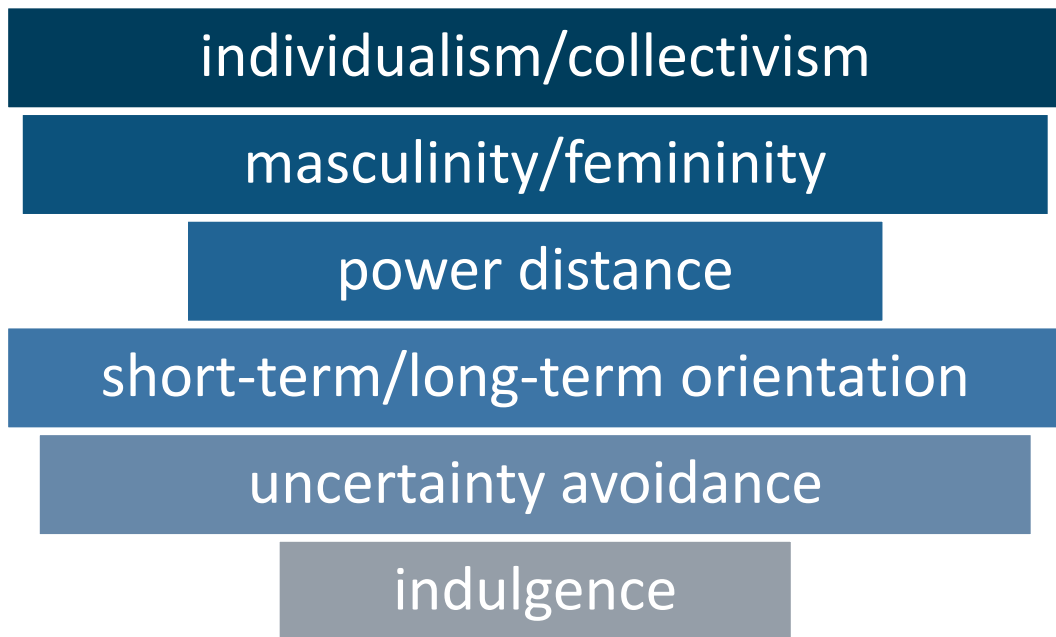 individualism/collectivism
masculinity/femininity
power distance
short-term/long-term orientation
uncertainty avoidance
indulgence